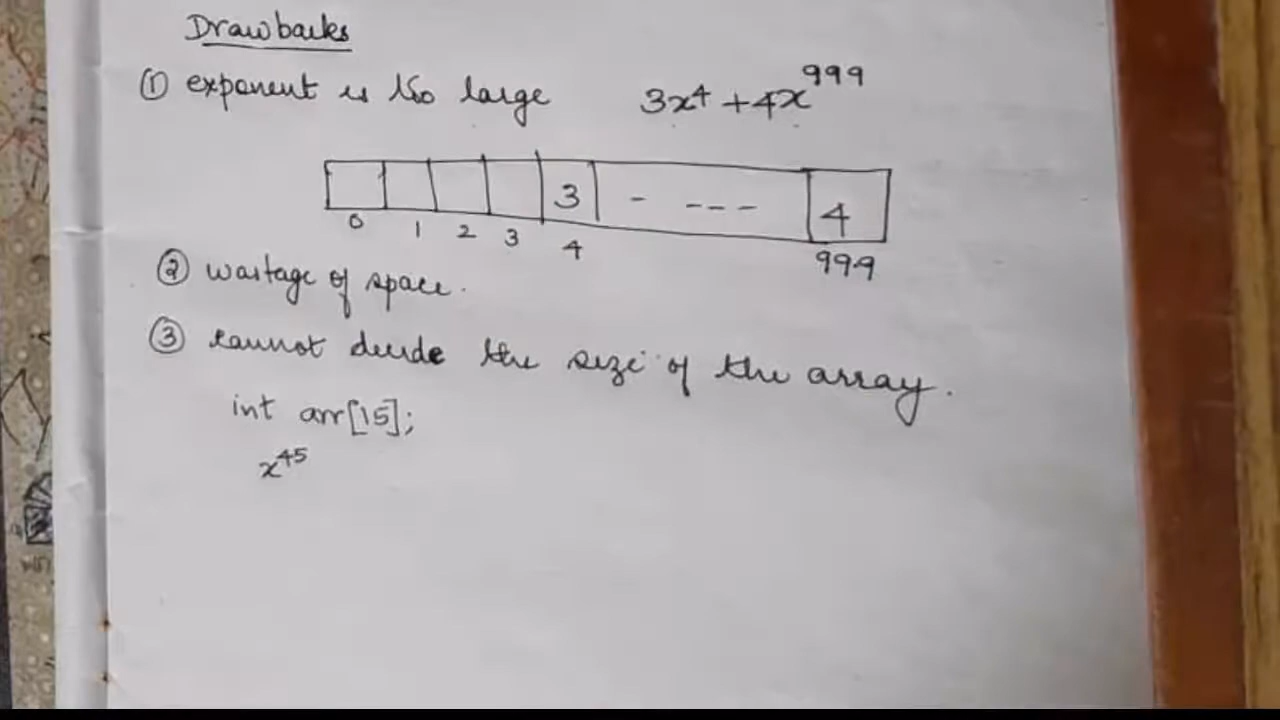 Drawbacks
① exponent is too large 3x⁴ + 4x⁹⁹⁹
3 - --- 4
0 1 2 3 4 999
② wastage of space.
③ cannot decide the size of the array.
int arr[15];
x⁴⁵